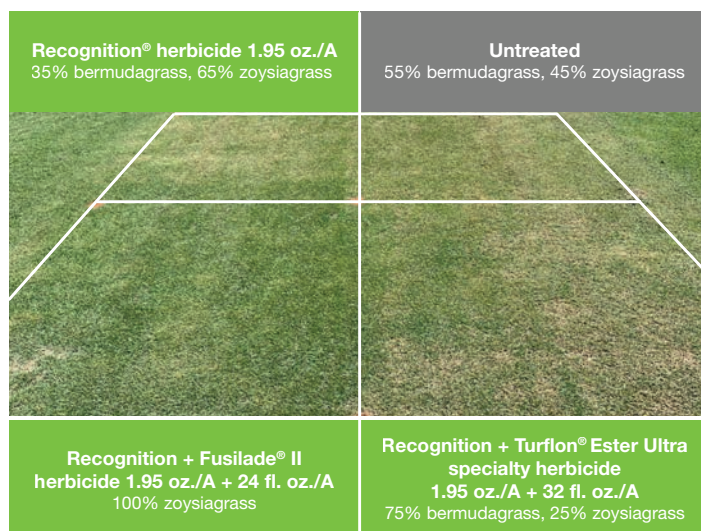 Recognition® herbicide 1.95 oz./A
35% bermudagrass, 65% zoysiagrass
Untreated
55% bermudagrass, 45% zoysiagrass
Recognition + Fusilade® II
herbicide 1.95 oz./A + 24 fl. oz./A
100% zoysiagrass
Recognition + Turflon® Ester Ultra
specialty herbicide
1.95 oz./A + 32 fl. oz./A
75% bermudagrass, 25% zoysiagrass